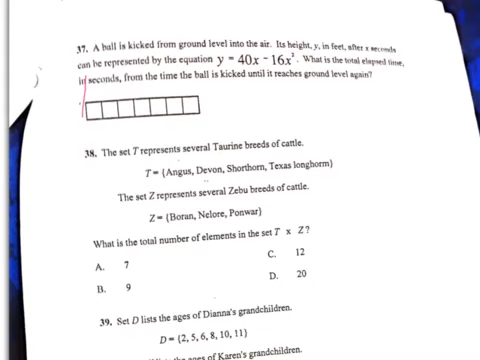 37. A ball is kicked from ground level into the air. Its height, y, in feet, after x seconds
can be represented by the equation y = 40x - 16x². What is the total elapsed time,
in seconds, from the time the ball is kicked until it reaches ground level again?
38. The set T represents several Taurine breeds of cattle.
T = {Angus, Devon, Shorthorn, Texas longhorn}
The set Z represents several Zebu breeds of cattle.
Z = {Boran, Nelore, Ponwar}
What is the total number of elements in the set T x Z?
A. 7
C. 12
B. 9
D. 20
39. Set D lists the ages of Dianna's grandchildren.
D = {2, 5, 6, 8, 10, 11}
the ages of Karen's grandchildren.